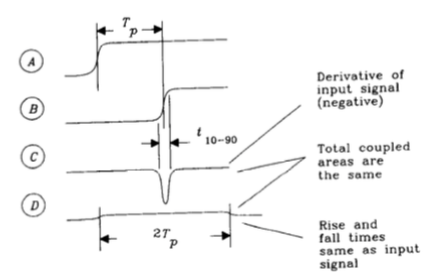 T p
A
B
t 10-90
C
D
2T p
Derivative of
input signal
(negative)
Total coupled
areas are
the same
Rise and
fall times
same as input
signal